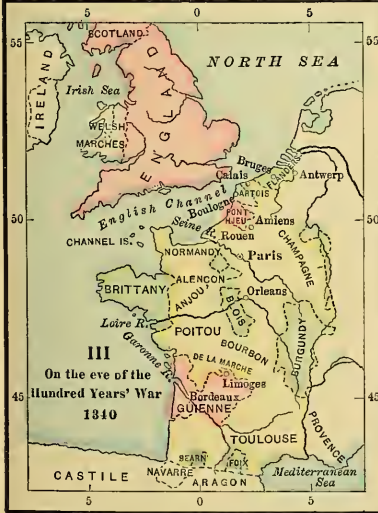 5
0
5
SCOTLAND
55
55
NORTH SEA
IRELAND
Irish Sea
ENGLAND
WELSH
MARCHES
Bruges
FLANDERS
Antwerp
Calais
ARTOIS
English Channel
Boulogne
PONT
HIEU
Amiens
50
50
Seine R.
Rouen
CHANNEL IS.
NORMANDY
Paris
CHAMPAGNE
ALENCON
BRITTANY
ANJOU
Orleans
BLOIS
Loire R.
POITOU
BOURBON
BURGUNDY
III
Garonne R.
DE LA MARCHE
On the eve of the
Limoges
Hundred Years' War
Bordeaux
45
45
1340
GUIENNE
PROVENCE
TOULOUSE
BEARN
FOIX
Mediterranean
Sea
CASTILE
NAVARRE
ARAGON
5
0
5